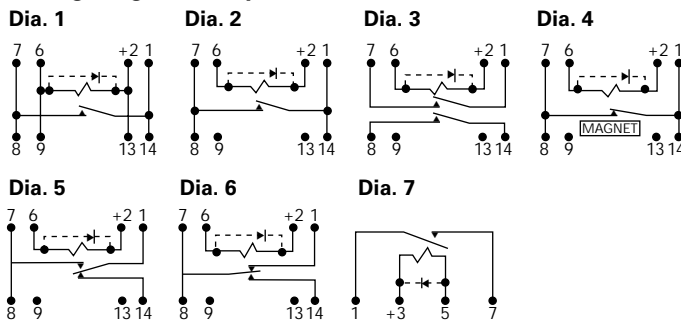 Dia. 1 Dia. 2 Dia. 3 Dia. 4
7 6 +2 1 7 6 +2 1 7 6 +2 1 7 6 +2 1
MAGNET
8 9 13 14 8 9 13 14 8 9 13 14 8 9 13 14
Dia. 5 Dia. 6 Dia. 7
7 6 +2 1 7 6 +2 1
8 9 13 14 8 9 13 14 1 +3 5 7